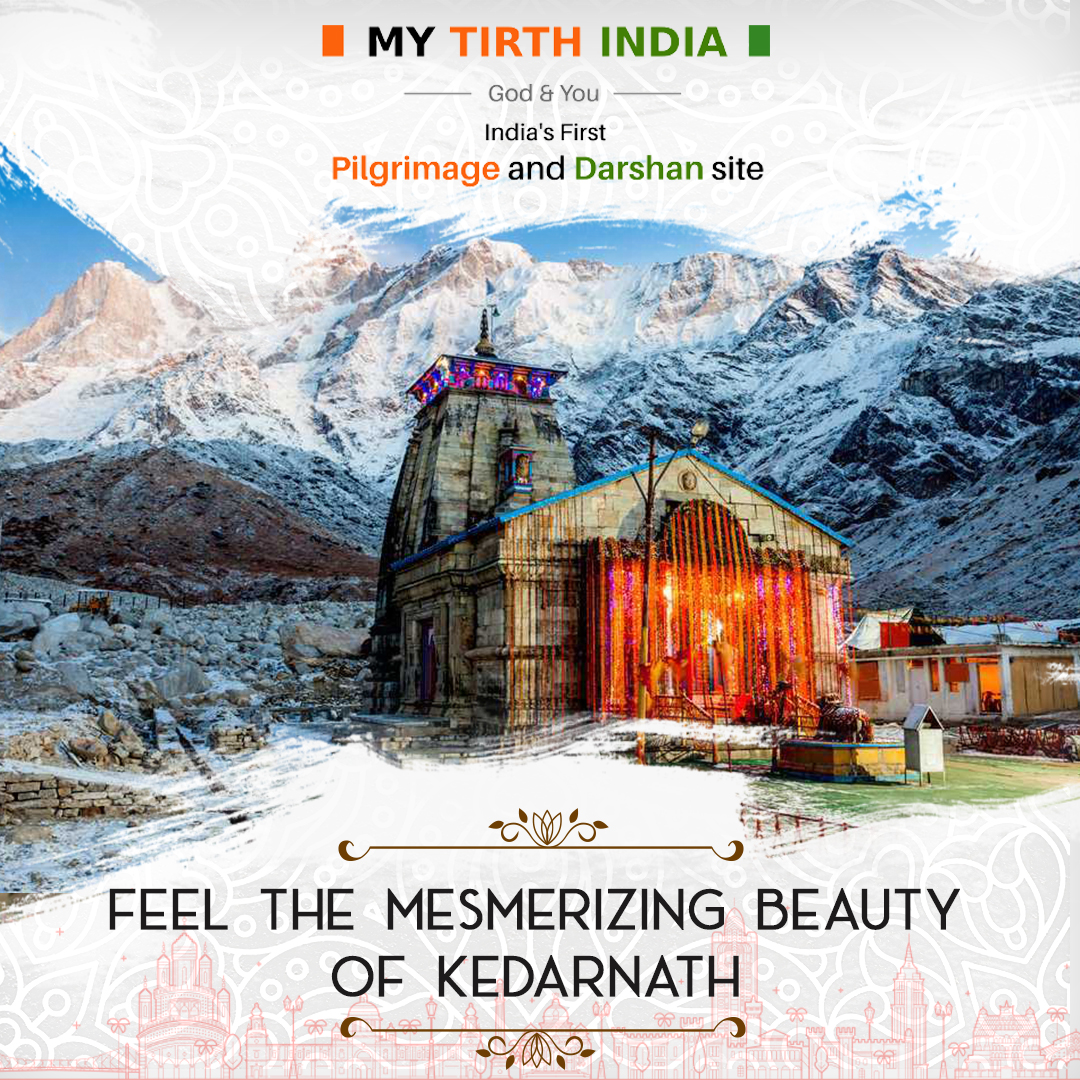 MY TIRTH INDIA
God & You
India's First
Pilgrimage and Darshan site
FEEL THE MESMERIZING BEAUTY
OF KEDARNATH